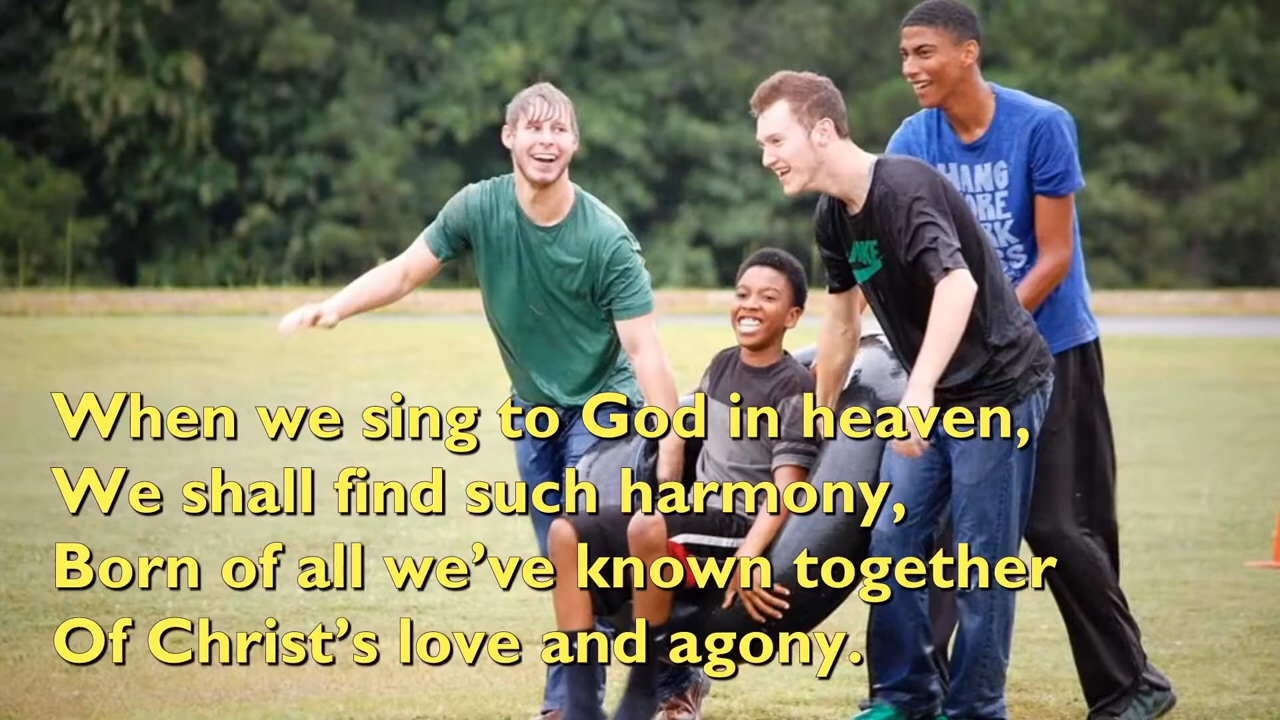 When we sing to God in heaven,
We shall find such harmony,
Born of all we’ve known together
Of Christ’s love and agony.
HANG